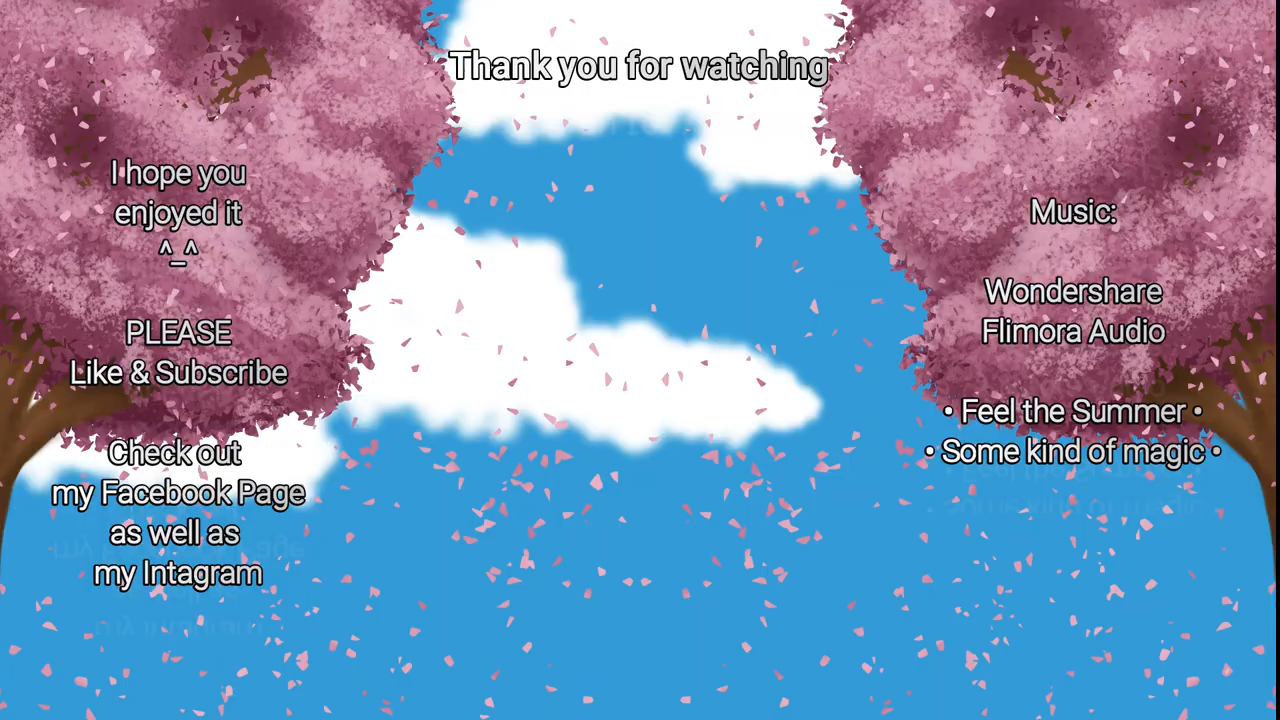 Thank you for watching
I hope you
enjoyed it
^_^
PLEASE
Like & Subscribe
Check out
my Facebook Page
as well as
my Intagram
Music:
Wondershare
Flimora Audio
• Feel the Summer •
• Some kind of magic •